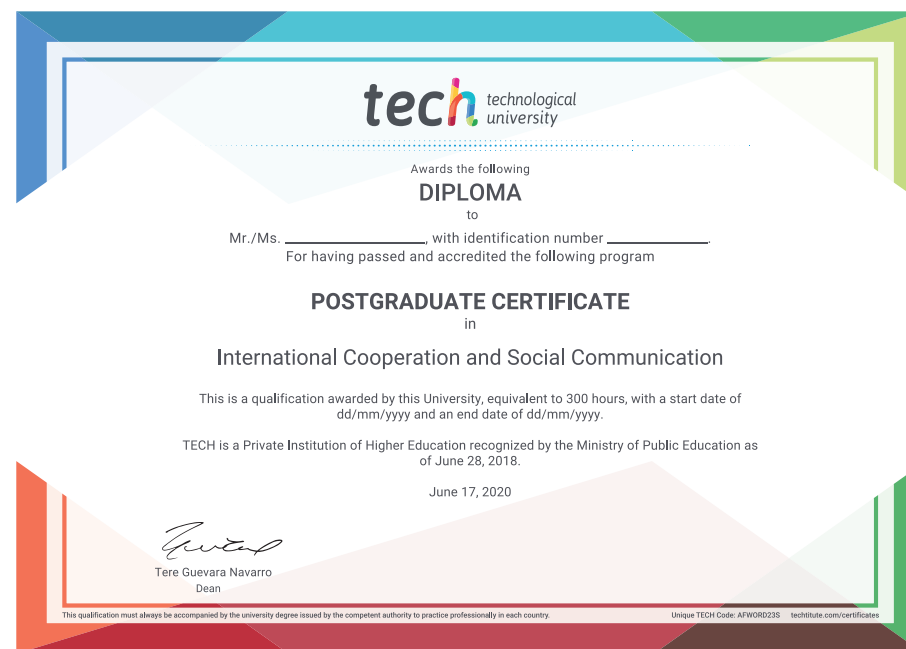 tech technological
university
Awards the following
DIPLOMA
to
Mr./Ms. ____________________, with identification number ______________.
For having passed and accredited the following program
POSTGRADUATE CERTIFICATE
in
International Cooperation and Social Communication
This is a qualification awarded by this University, equivalent to 300 hours, with a start date of
dd/mm/yyyy and an end date of dd/mm/yyyy.
TECH is a Private Institution of Higher Education recognized by the Ministry of Public Education as
of June 28, 2018.
June 17, 2020
Tere Guevara Navarro
Dean
This qualification must always be accompanied by the university degree issued by the competent authority to practice professionally in each country. Unique TECH Code: AFWORD23S techtitute.com/certificates